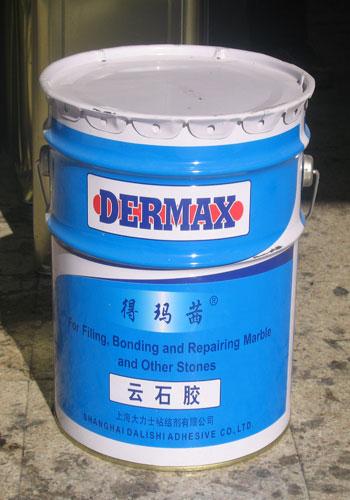 DERMAX
得玛茜®
For Filing, Bonding and Repairing Marble
and Other Stones
云石胶
上海大力士粘结剂有限公司
SHANGHAI DALISHI ADHESIVE CO., LTD.